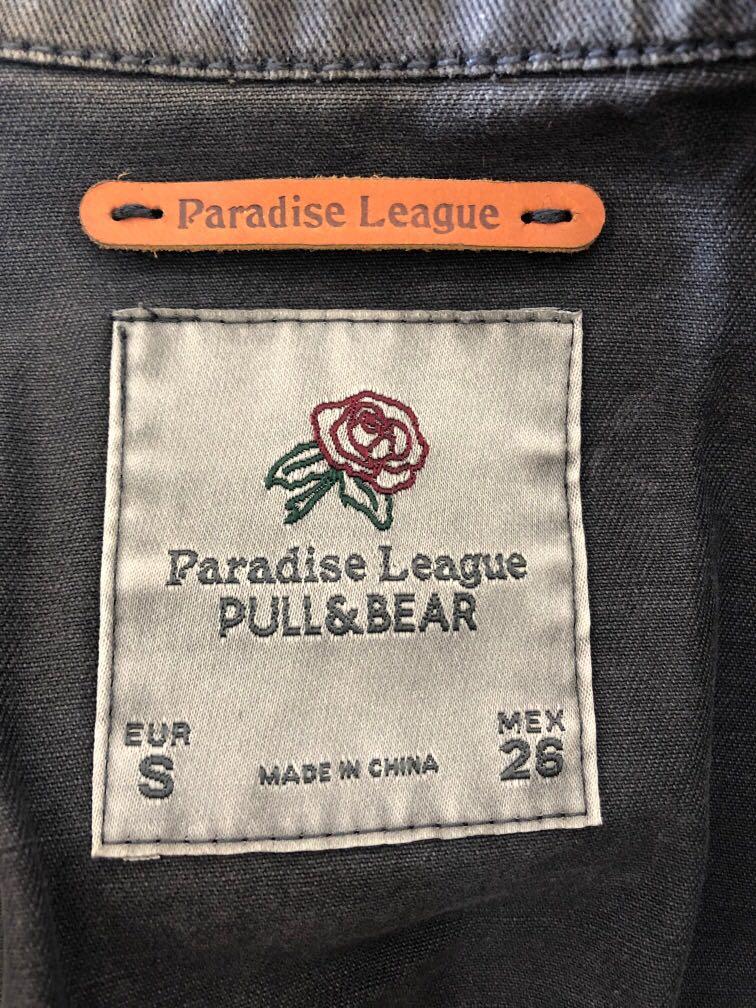 Paradise League
Paradise League
PULL&BEAR
EUR
S
MADE IN CHINA
MEX
26